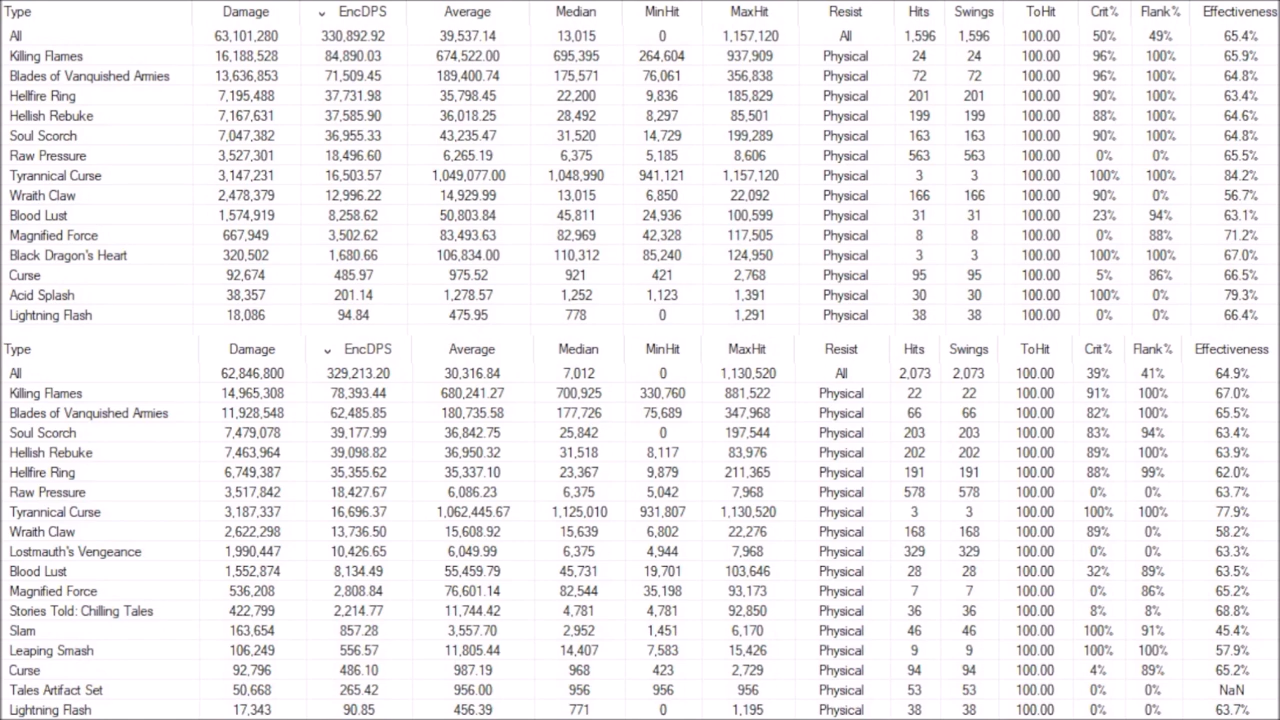 Type Damage EncDPS Average Median MinHit MaxHit Resist Hits Swings ToHit Crit% Flank% Effectiveness
All 63,101,280 330,892.92 39,537.14 13,015 0 1,157,120 All 1,596 1,596 100.00 50% 49% 65.4%
Killing Flames 16,188,528 84,890.03 674,522.00 695,395 264,604 937,909 Physical 24 24 100.00 96% 100% 65.9%
Blades of Vanquished Armies 13,636,853 71,509.45 189,400.74 175,571 76,061 356,838 Physical 72 72 100.00 96% 100% 64.8%
Hellfire Ring 7,195,488 37,731.98 35,798.45 22,200 9,836 185,829 Physical 201 201 100.00 90% 100% 63.4%
Hellish Rebuke 7,167,631 37,585.90 36,018.25 28,492 8,297 85,501 Physical 199 199 100.00 88% 100% 64.6%
Soul Scorch 7,047,382 36,955.33 43,235.47 31,520 14,729 199,289 Physical 163 163 100.00 90% 100% 64.8%
Raw Pressure 3,527,301 18,496.60 6,265.19 6,375 5,185 8,606 Physical 563 563 100.00 0% 100% 65.5%
Tyrannical Curse 3,147,231 16,503.57 1,049,077.00 1,048,990 941,121 1,157,120 Physical 3 3 100.00 100% 100% 84.2%
Wraith Claw 2,478,379 12,996.22 14,929.99 13,015 6,850 22,092 Physical 166 166 100.00 90% 0% 56.7%
Blood Lust 1,574,919 8,258.62 50,803.84 45,811 24,936 100,599 Physical 31 31 100.00 23% 94% 63.1%
Magnified Force 667,949 3,502.62 83,493.63 82,969 42,328 117,505 Physical 8 8 100.00 0% 88% 71.2%
Black Dragon's Heart 320,502 1,680.66 106,834.00 110,312 85,240 124,950 Physical 3 3 100.00 100% 100% 67.0%
Curse 92,674 485.97 975.52 921 421 2,768 Physical 95 95 100.00 5% 86% 66.5%
Acid Splash 38,357 201.14 1,278.57 1,252 1,123 1,391 Physical 30 30 100.00 100% 0% 79.3%
Lightning Flash 18,086 94.84 475.95 778 0 1,291 Physical 38 38 100.00 0% 0% 66.4%
Type Damage EncDPS Average Median MinHit MaxHit Resist Hits Swings ToHit Crit% Flank% Effectiveness
All 62,846,800 329,213.20 30,316.84 7,012 0 1,130,520 All 2,073 2,073 100.00 39% 41% 64.9%
Killing Flames 14,965,308 78,393.44 680,241.27 700,925 330,760 881,522 Physical 22 22 100.00 91% 100% 67.0%
Blades of Vanquished Armies 11,928,548 62,485.85 180,735.58 177,726 75,689 347,968 Physical 66 66 100.00 82% 100% 65.5%
Soul Scorch 7,479,078 39,177.99 36,842.75 25,842 0 197,544 Physical 203 203 100.00 83% 94% 63.4%
Hellish Rebuke 7,463,964 39,098.82 36,950.32 31,518 8,117 83,976 Physical 202 202 100.00 89% 100% 63.9%
Hellfire Ring 6,749,387 35,355.62 35,337.10 23,367 9,879 211,365 Physical 191 191 100.00 88% 99% 62.0%
Raw Pressure 3,517,842 18,427.67 6,086.23 6,375 5,042 7,968 Physical 578 578 100.00 0% 0% 63.7%
Tyrannical Curse 3,187,337 16,696.37 1,062,445.67 1,125,010 931,807 1,130,520 Physical 3 3 100.00 100% 100% 77.9%
Wraith Claw 2,622,298 13,736.50 15,608.92 15,639 6,802 22,276 Physical 168 168 100.00 89% 0% 58.2%
Lostmauth's Vengeance 1,990,447 10,426.65 6,049.99 6,375 4,944 7,968 Physical 329 329 100.00 0% 0% 63.3%
Blood Lust 1,552,874 8,134.49 55,459.79 45,731 19,701 103,646 Physical 28 28 100.00 32% 89% 63.5%
Magnified Force 536,208 2,808.84 76,601.14 82,544 35,198 93,173 Physical 7 7 100.00 0% 86% 65.2%
Stories Told: Chilling Tales 422,799 2,214.77 11,744.42 4,781 4,781 92,850 Physical 36 36 100.00 8% 8% 68.8%
Slam 163,654 857.28 3,557.70 2,952 1,451 6,170 Physical 46 46 100.00 100% 91% 45.4%
Leaping Smash 106,249 556.57 11,805.44 14,407 7,583 15,426 Physical 9 9 100.00 100% 100% 57.9%
Curse 92,796 486.10 987.19 968 423 2,729 Physical 94 94 100.00 4% 89% 65.2%
Tales Artifact Set 50,668 265.42 956.00 956 956 956 Physical 53 53 100.00 0% 0% NaN
Lightning Flash 17,343 90.85 456.39 771 0 1,195 Physical 38 38 100.00 0% 0% 63.7%